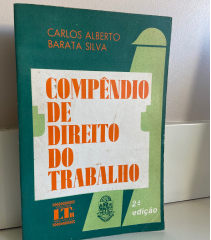 CARLOS ALBERTO
BARATA SILVA
COMPÊNDIO
DE
DIREITO
DO
TRABALHO
2ª edição
LTr